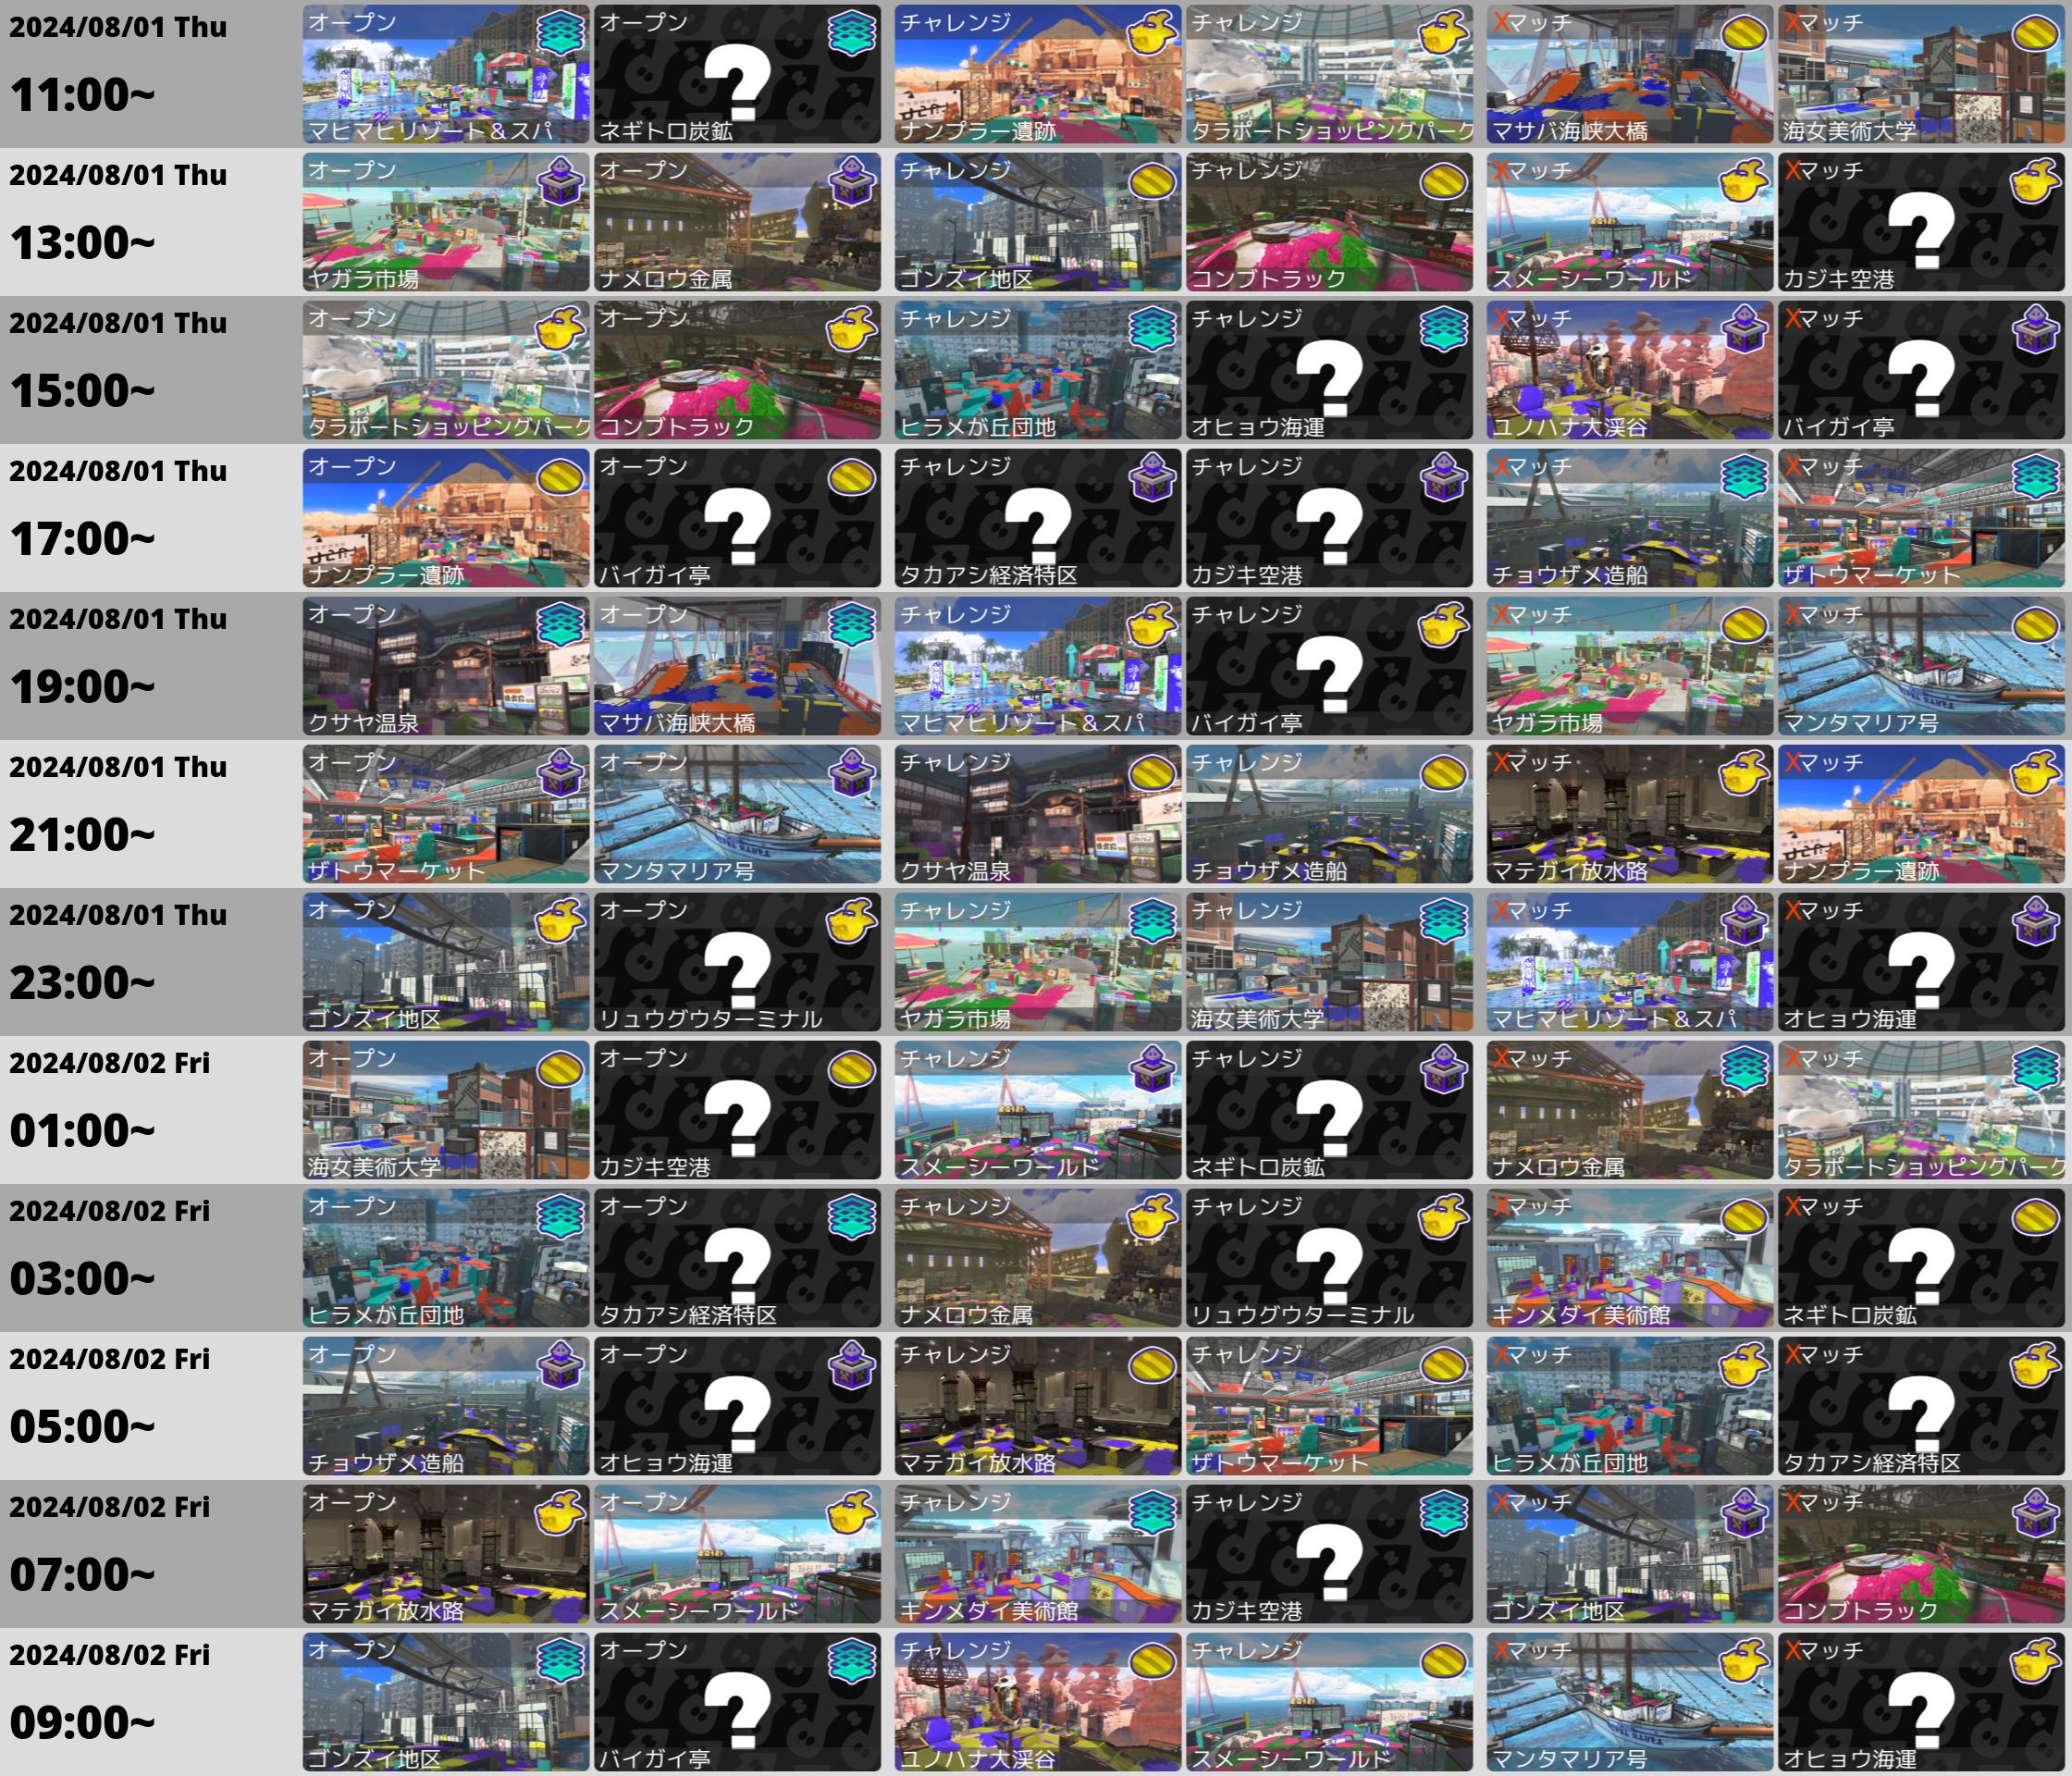 2024/08/01 Thu
11:00~
オープン
マヒマヒリゾート&スパ
オープン
ネギトロ炭鉱
チャレンジ
ナンプラー遺跡
チャレンジ
タラポートショッピングパーク
Xマッチ
マサバ海峡大橋
Xマッチ
海女美術大学
2024/08/01 Thu
13:00~
オープン
ヤガラ市場
オープン
ナメロウ金属
チャレンジ
ゴンズイ地区
チャレンジ
コンブトラック
Xマッチ
スメーシーワールド
Xマッチ
カジキ空港
2024/08/01 Thu
15:00~
オープン
タラポートショッピングパーク
オープン
コンブトラック
チャレンジ
ヒラメが丘団地
チャレンジ
オヒョウ海運
Xマッチ
ユノハナ大渓谷
Xマッチ
バイガイ亭
2024/08/01 Thu
17:00~
オープン
ナンプラー遺跡
オープン
バイガイ亭
チャレンジ
タカアシ経済特区
チャレンジ
カジキ空港
Xマッチ
チョウザメ造船
Xマッチ
ザトウマーケット
2024/08/01 Thu
19:00~
オープン
クサヤ温泉
オープン
マサバ海峡大橋
チャレンジ
マヒマヒリゾート&スパ
チャレンジ
バイガイ亭
Xマッチ
ヤガラ市場
Xマッチ
マンタマリア号
2024/08/01 Thu
21:00~
オープン
ザトウマーケット
オープン
マンタマリア号
チャレンジ
クサヤ温泉
チャレンジ
チョウザメ造船
Xマッチ
マテガイ放水路
Xマッチ
ナンプラー遺跡
2024/08/01 Thu
23:00~
オープン
ゴンズイ地区
オープン
リュウグウターミナル
チャレンジ
ヤガラ市場
チャレンジ
海女美術大学
Xマッチ
マヒマヒリゾート&スパ
Xマッチ
オヒョウ海運
2024/08/02 Fri
01:00~
オープン
海女美術大学
オープン
カジキ空港
チャレンジ
スメーシーワールド
チャレンジ
ネギトロ炭鉱
Xマッチ
ナメロウ金属
Xマッチ
タラポートショッピングパーク
2024/08/02 Fri
03:00~
オープン
ヒラメが丘団地
オープン
タカアシ経済特区
チャレンジ
ナメロウ金属
チャレンジ
リュウグウターミナル
Xマッチ
キンメダイ美術館
Xマッチ
ネギトロ炭鉱
2024/08/02 Fri
05:00~
オープン
チョウザメ造船
オープン
オヒョウ海運
チャレンジ
マテガイ放水路
チャレンジ
ザトウマーケット
Xマッチ
ヒラメが丘団地
Xマッチ
タカアシ経済特区
2024/08/02 Fri
07:00~
オープン
マテガイ放水路
オープン
スメーシーワールド
チャレンジ
キンメダイ美術館
チャレンジ
カジキ空港
Xマッチ
ゴンズイ地区
Xマッチ
コンブトラック
2024/08/02 Fri
09:00~
オープン
ゴンズイ地区
オープン
バイガイ亭
チャレンジ
ユノハナ大渓谷
チャレンジ
スメーシーワールド
Xマッチ
マンタマリア号
Xマッチ
オヒョウ海運